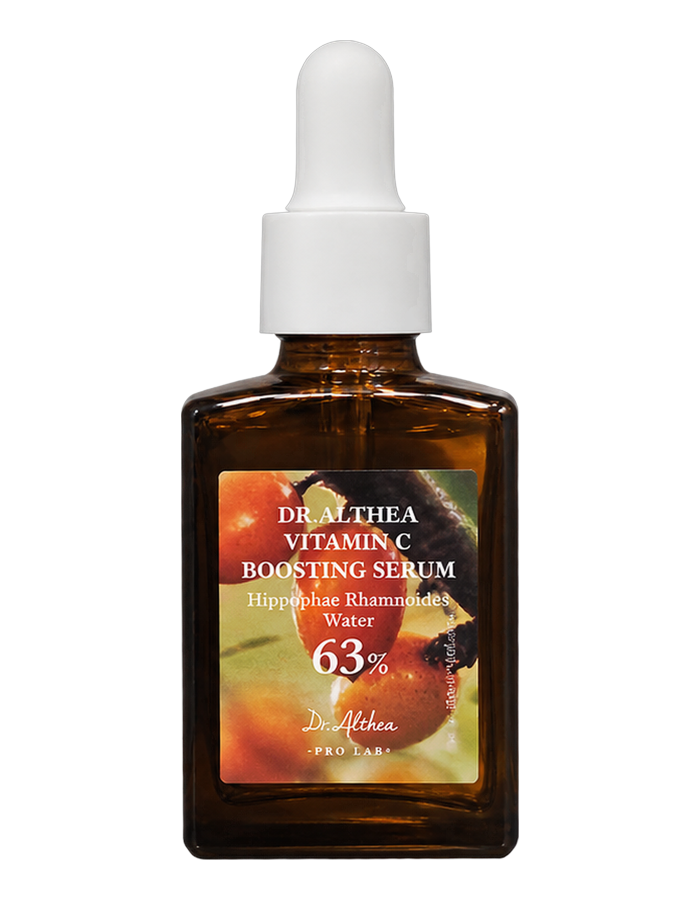 DR.ALTHEA
VITAMIN C
BOOSTING SERUM
Hippophae Rhamnoides
Water
63%
Dr.Althea
-PRO LAB°